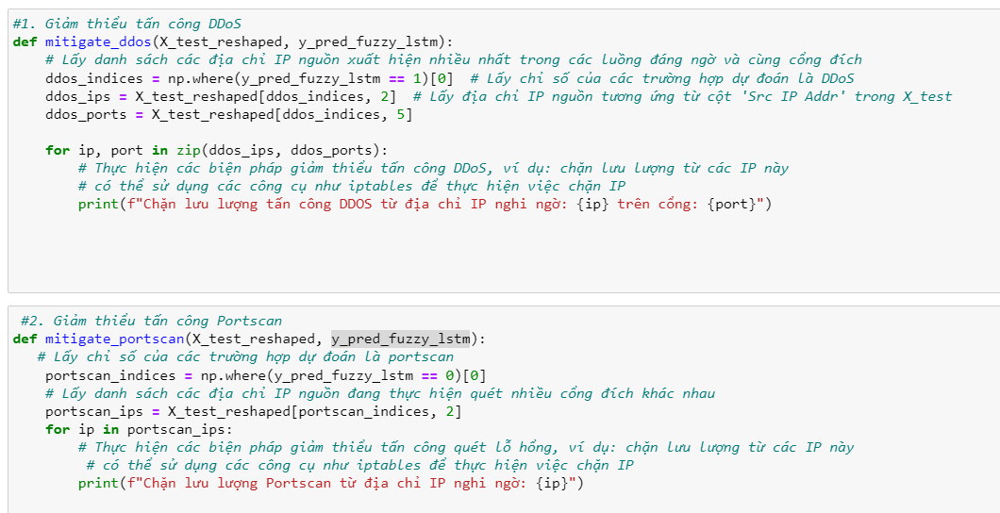 #1. Giảm thiểu tấn công DDoS
def mitigate_ddos(X_test_reshaped, y_pred_fuzzy_lstm):
    # Lấy danh sách các địa chỉ IP nguồn xuất hiện nhiều nhất trong các luồng đáng ngờ và cùng cổng đích
    ddos_indices = np.where(y_pred_fuzzy_lstm == 1)[0]  # Lấy chỉ số của các trường hợp dự đoán là DDoS
    ddos_ips = X_test_reshaped[ddos_indices, 2]  # Lấy địa chỉ IP nguồn tương ứng từ cột 'Src IP Addr' trong X_test
    ddos_ports = X_test_reshaped[ddos_indices, 5]
    for ip, port in zip(ddos_ips, ddos_ports):
        # Thực hiện các biện pháp giảm thiểu tấn công DDoS, ví dụ: chặn lưu lượng từ các IP này
        # có thể sử dụng các công cụ như iptables để thực hiện việc chặn IP
        print(f"Chặn lưu lượng tấn công DDOS từ địa chỉ IP nghi ngờ: {ip} trên cổng: {port}")
 #2. Giảm thiểu tấn công Portscan
def mitigate_portscan(X_test_reshaped, y_pred_fuzzy_lstm):
   # Lấy chỉ số của các trường hợp dự đoán là portscan
    portscan_indices = np.where(y_pred_fuzzy_lstm == 0)[0]
    # Lấy danh sách các địa chỉ IP nguồn đang thực hiện quét nhiều cổng đích khác nhau
    portscan_ips = X_test_reshaped[portscan_indices, 2]
    for ip in portscan_ips:
        # Thực hiện các biện pháp giảm thiểu tấn công quét lỗ hổng, ví dụ: chặn lưu lượng từ các IP này
         # có thể sử dụng các công cụ như iptables để thực hiện việc chặn IP
        print(f"Chặn lưu lượng Portscan từ địa chỉ IP nghi ngờ: {ip}")